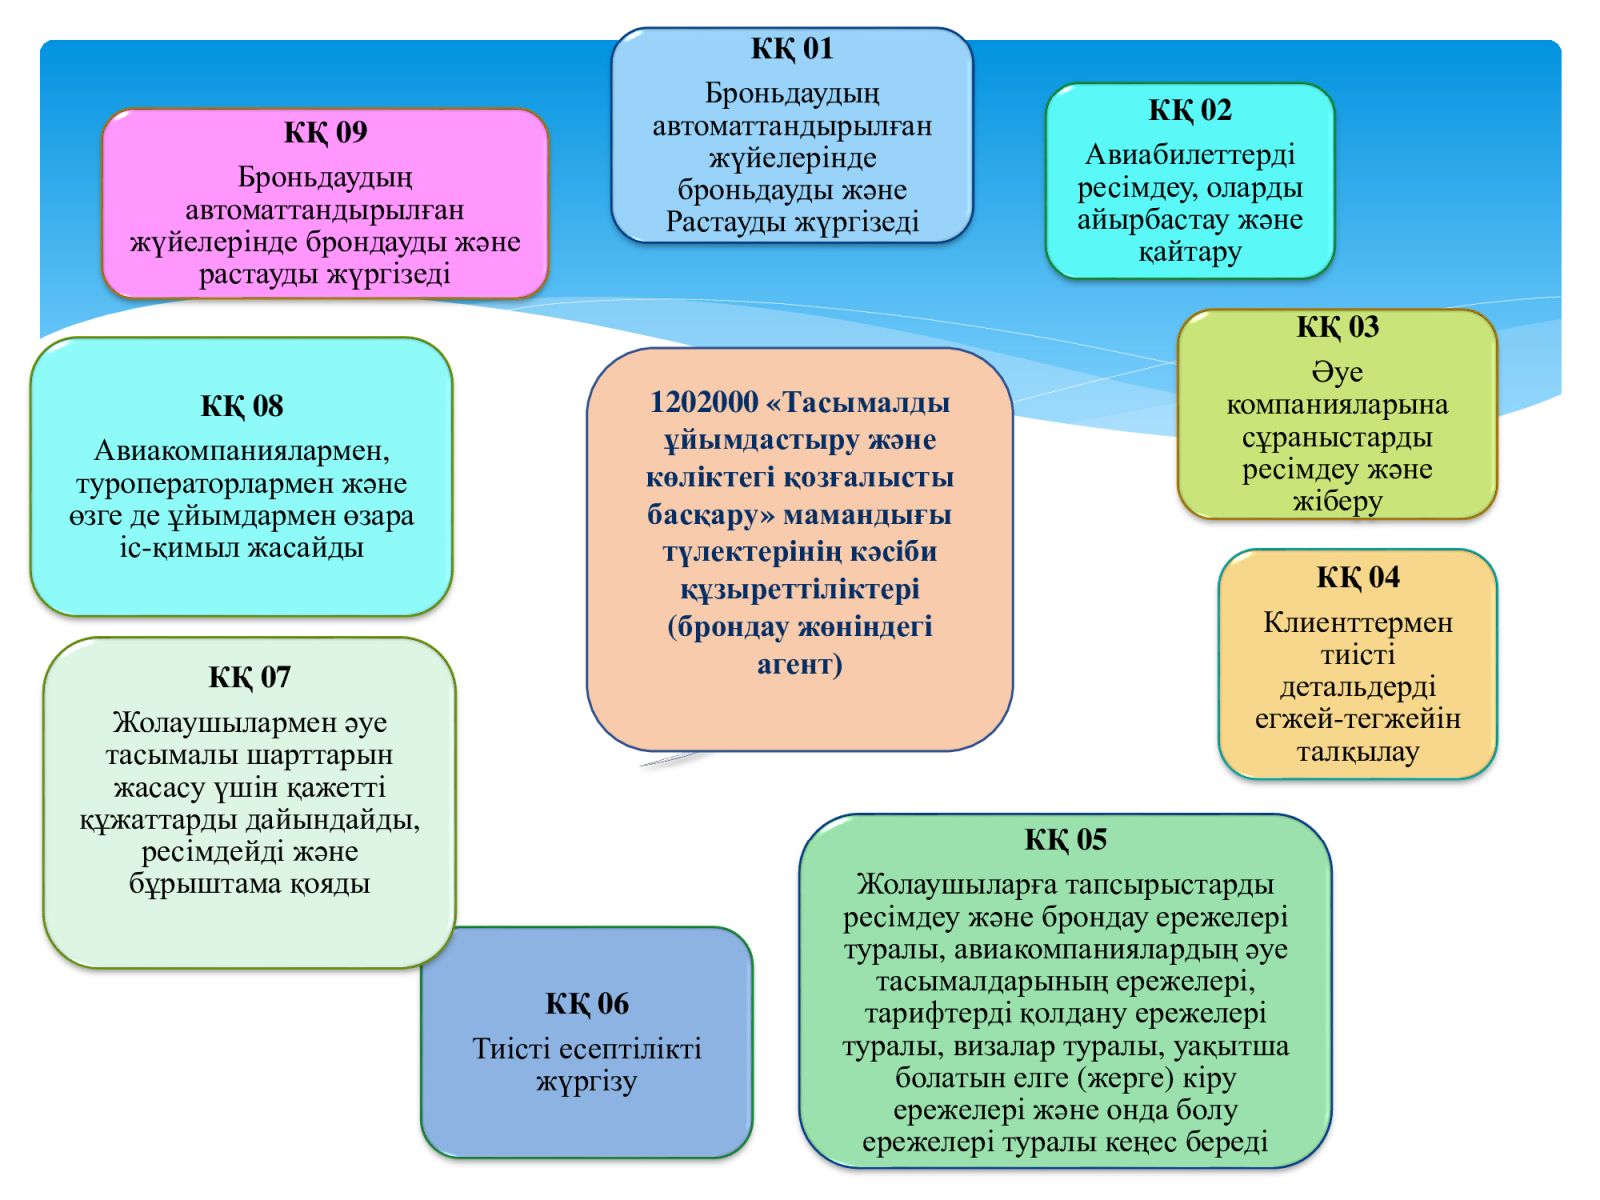 КҚ 01
Броньдаудың
автоматтандырылған
жүйелерінде
броньдауды және
Растауды жүргізеді
КҚ 02
Авиабилеттерді
ресімдеу, оларды
айырбастау және
қайтару
КҚ 03
Әуе
компанияларына
сұраныстарды
ресімдеу және
жіберу
КҚ 04
Клиенттермен
тиісті
детальдерді
егжей-тегжейін
талқылау
КҚ 05
Жолаушыларға тапсырыстарды
ресімдеу және брондау ережелері
туралы, авиакомпаниялардың әуе
тасымалдарының ережелері,
тарифтерді қолдану ережелері
туралы, визалар туралы, уақытша
болатын елге (жерге) кіру
ережелері және онда болу
ережелері туралы кеңес береді
КҚ 06
Тиісті есептілікті
жүргізу
КҚ 07
Жолаушылармен әуе
тасымалы шарттарын
жасасу үшін қажетті
құжаттарды дайындайды,
ресімдейді және
бұрыштама қояды
КҚ 08
Авиакомпаниялармен,
туроператорлармен және
өзге де ұйымдармен өзара
іс-қимыл жасайды
КҚ 09
Броньдаудың
автоматтандырылған
жүйелерінде брондауды және
растауды жүргізеді
1202000 «Тасымалды
ұйымдастыру және
көліктегі қозғалысты
басқару» мамандығы
түлектерінің кәсіби
құзыреттіліктері
(брондау жөніндегі
агент)